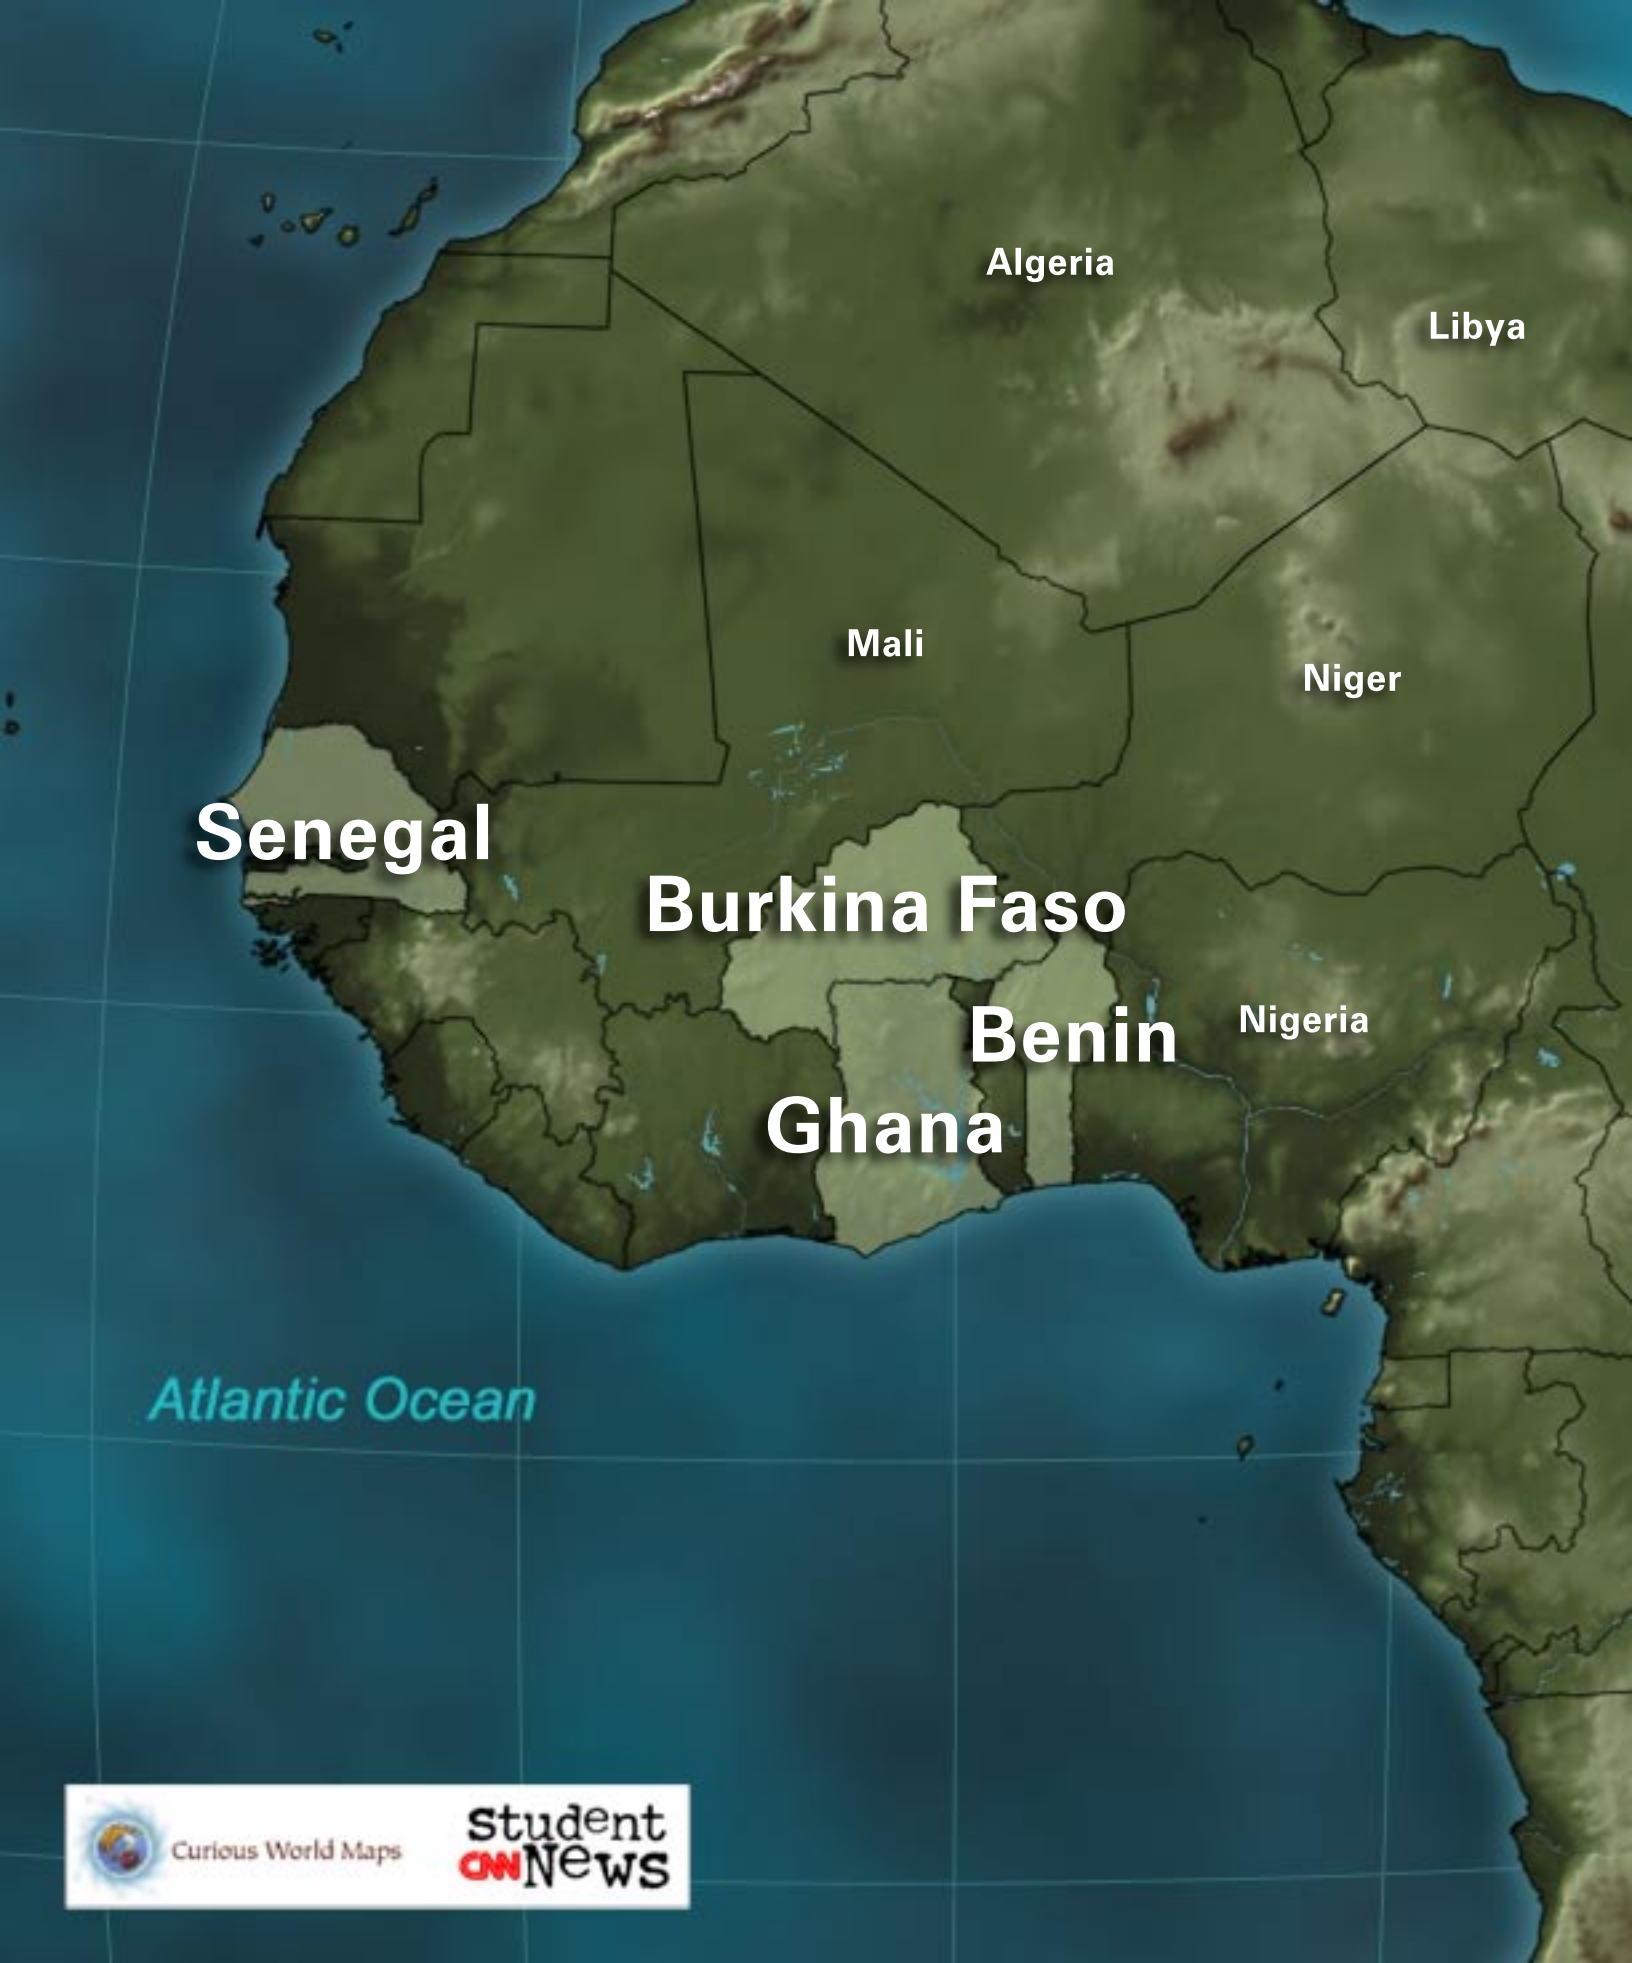 Algeria
Libya
Mali
Niger
Senegal
Burkina Faso
Benin
Nigeria
Ghana
Atlantic Ocean
Curious World Maps
Student
CNN News